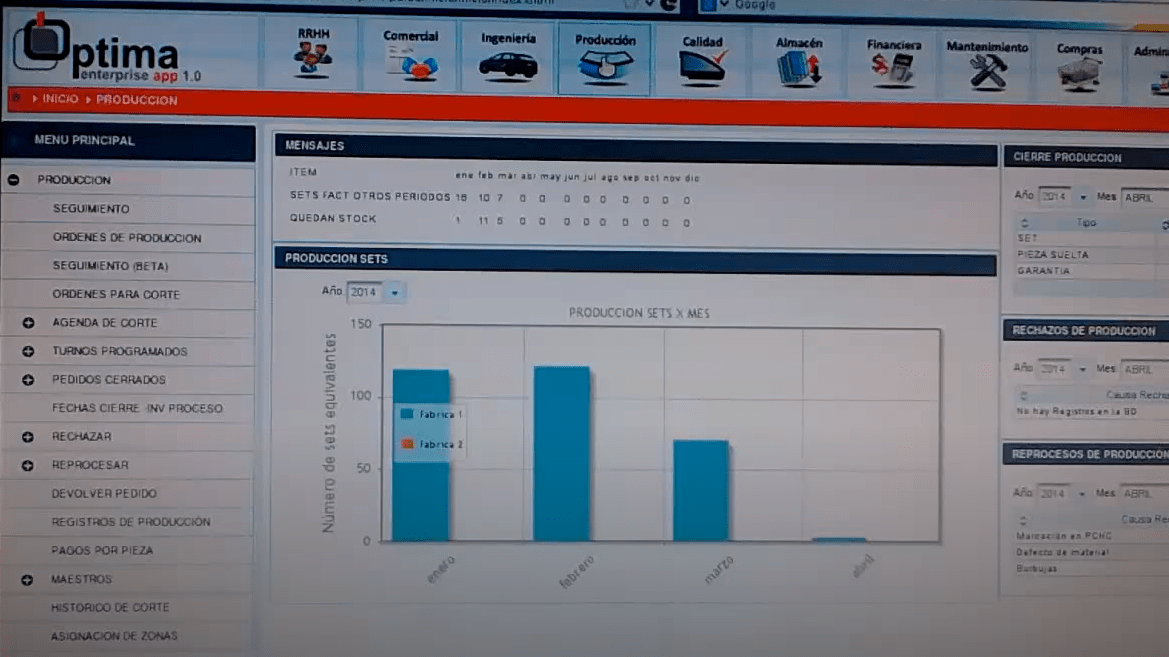 Google
Optima
enterprise app 1.0
RRHH
Comercial
Ingeniería
Producción
Calidad
Almacén
Financiera
Mantenimiento
Compras
INICIO
PRODUCCION
MENU PRINCIPAL
PRODUCCION
SEGUIMIENTO
ORDENES DE PRODUCCION
SEGUIMIENTO (BETA)
ORDENES PARA CORTE
AGENDA DE CORTE
TURNOS PROGRAMADOS
PEDIDOS CERRADOS
FECHAS CIERRE INV PROCESO
RECHAZAR
REPROCESAR
DEVOLVER PEDIDO
REGISTROS DE PRODUCCIÓN
PAGOS POR PIEZA
MAESTROS
HISTORICO DE CORTE
ASIGNACION DE ZONAS
MENSAJES
ITEM ene feb mar abr may jun jul ago sep oct nov dic
SETS FACT OTROS PERIODOS 10 7 0 0 0 0 0 0 0 0 0
QUEDAN STOCK 1 11 0 0 0 0 0 0 0 0 0
PRODUCCION SETS
Año 2014
PRODUCCION SETS X MES
Número de sets equivalentes
150
100
50
0
Fabrica 1
Fabrica 2
enero
febrero
marzo
abril
CIERRE PRODUCCION
Año 2014 Mes ABRIL
Tipo
SET
PIEZA SUELTA
GARANTIA
RECHAZOS DE PRODUCCION
Año 2014 Mes ABRIL
Causa
No hay Registros en la BD
REPROCESOS DE PRODUCCIÓN
Año 2014 Mes ABRIL
Causa
Marcación en PCHC
Defecto de material
Burbujas